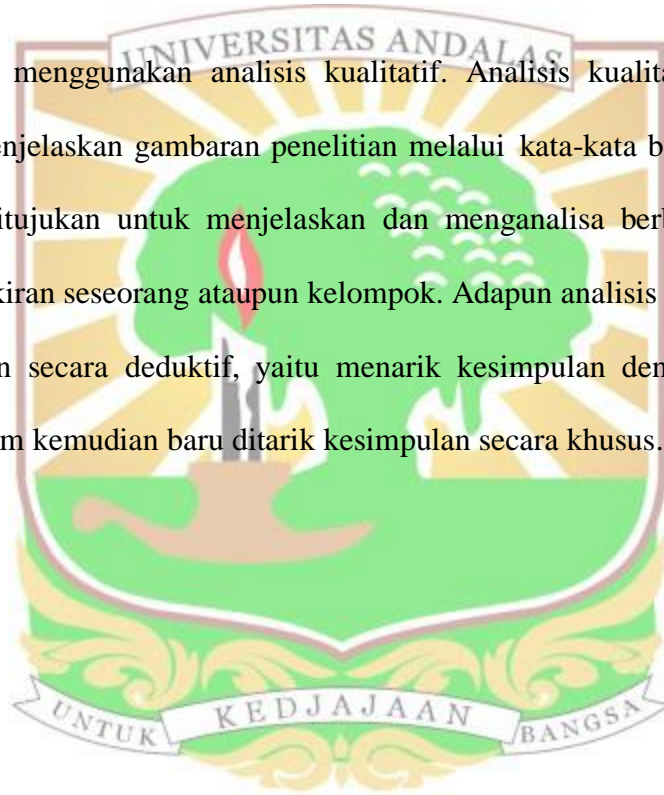 UNIVERSITAS ANDALAS
menggunakan analisis kualitatif. Analisis kualita
enjelaskan gambaran penelitian melalui kata-kata b
itujukan untuk menjelaskan dan menganalisa berb
kiran seseorang ataupun kelompok. Adapun analisis
n secara deduktif, yaitu menarik kesimpulan den
m kemudian baru ditarik kesimpulan secara khusus.
UNTUK KEDJAJAAN BANGSA